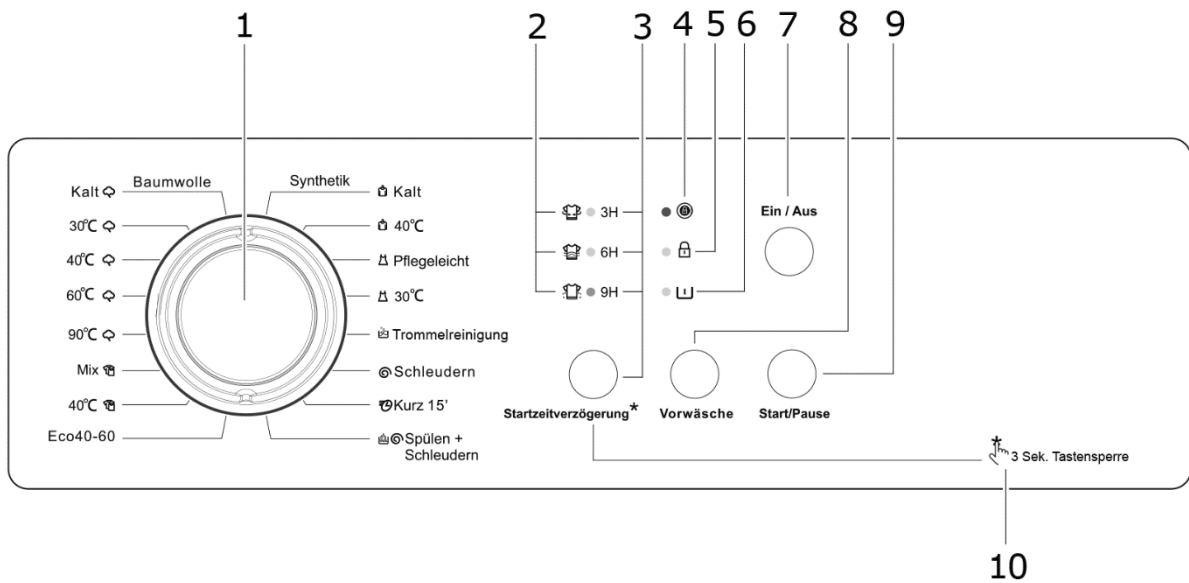 1
2
3
4
5
6
7
8
9
Baumwolle
Synthetik
Kalt
30℃
40℃
60℃
90℃
Mix
40℃
Eco40-60
Kalt
40℃
Pflegeleicht
30℃
Trommelreinigung
Schleudern
Kurz 15'
Spülen +
Schleudern
3H
6H
9H
Ein / Aus
Startzeitverzögerung*
Vorwäsche
Start/Pause
* 3 Sek. Tastensperre
10